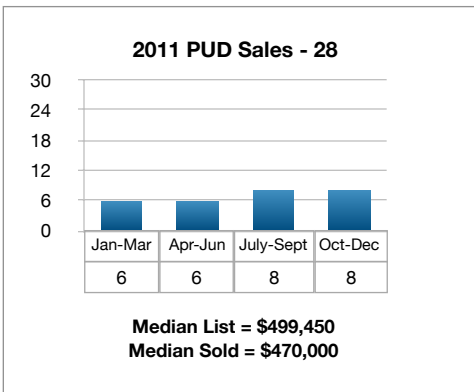 2011 PUD Sales - 28
30
24
18
12
6
0
Jan-Mar Apr-Jun July-Sept Oct-Dec
6 6 8 8
Median List = $499,450
Median Sold = $470,000